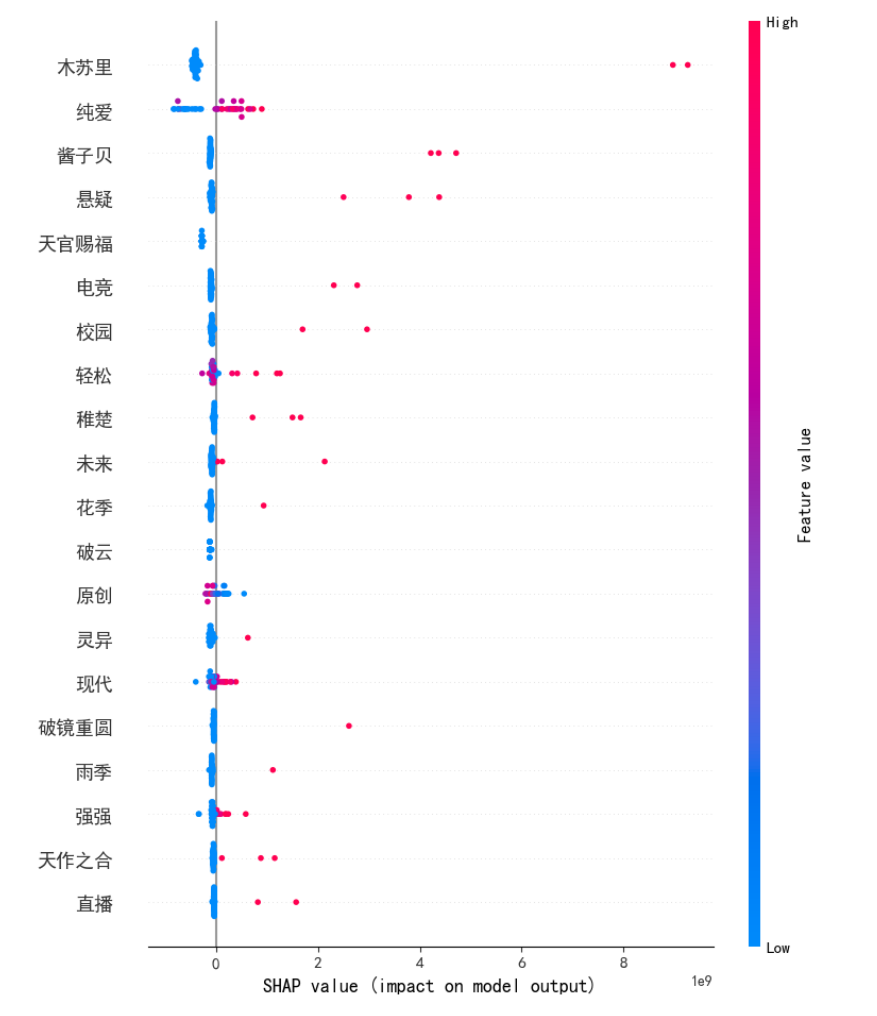 High
木苏里
纯爱
酱子贝
悬疑
天官赐福
电竞
校园
轻松
稚楚
未来
花季
破云
原创
灵异
现代
破镜重圆
雨季
强强
天作之合
直播
Feature value
Low
0 2 4 6 8
1e9
SHAP value (impact on model output)